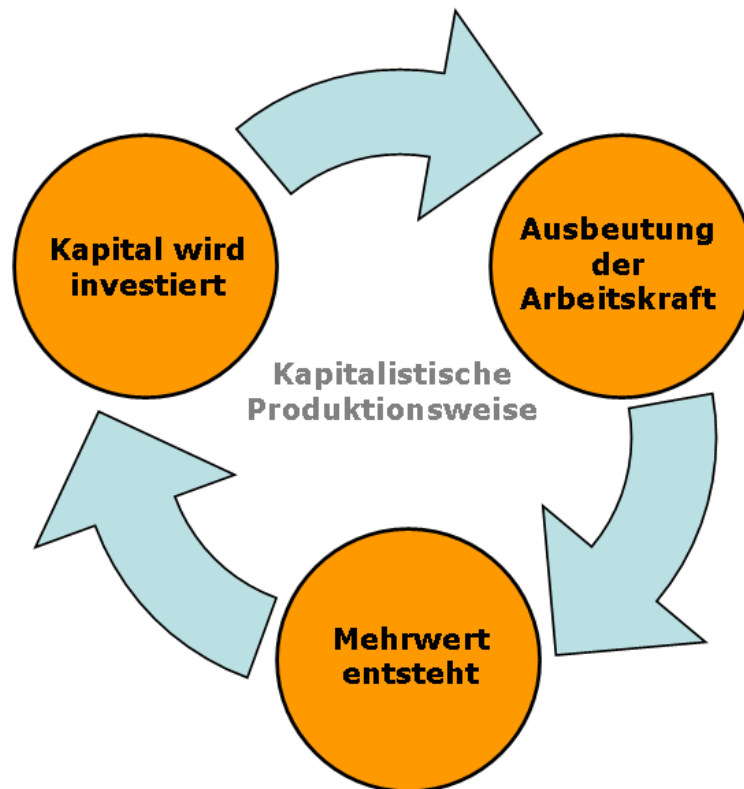 Kapital wird
investiert
Ausbeutung
der
Arbeitskraft
Kapitalistische
Produktionsweise
Mehrwert
entsteht